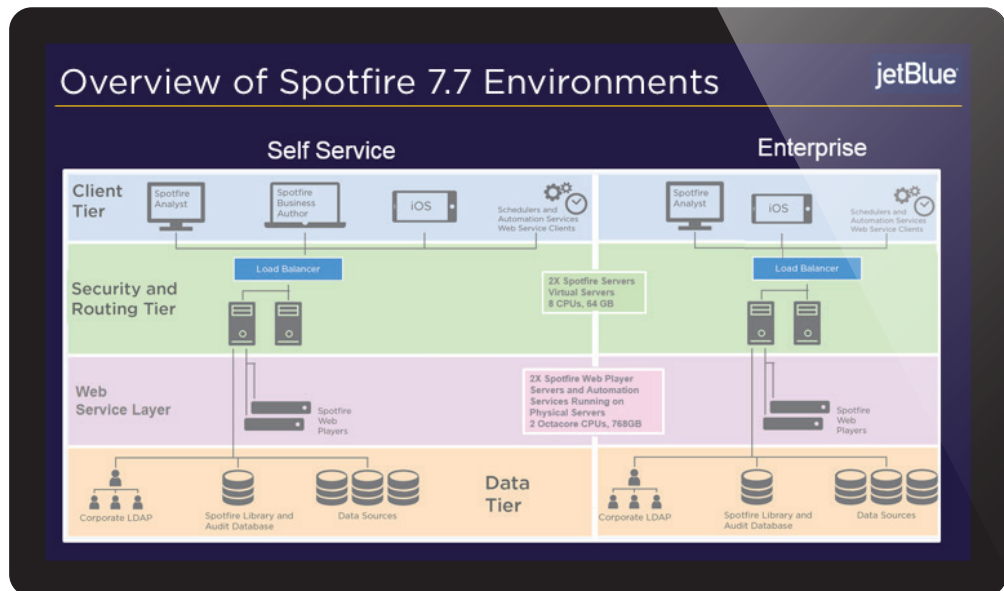 Overview of Spotfire 7.7 Environments
jetBlue
Self Service
Enterprise
Client
Tier
Spotfire
Analyst
Spotfire
Business
Author
iOS
Schedulers and
Automation Services
Web Service Clients
Spotfire
Analyst
iOS
Schedulers and
Automation Services
Web Service Clients
Security and
Routing Tier
Load Balancer
2X Spotfire Servers
Virtual Servers
8 CPUs, 64 GB
Load Balancer
Web
Service Layer
Spotfire
Web
Players
2X Spotfire Web Player
Servers and Automation
Services Running on
Physical Servers
2 Octacore CPUs, 768GB
Spotfire
Web
Players
Corporate LDAP
Spotfire Library and
Audit Database
Data Sources
Data
Tier
Corporate LDAP
Spotfire Library and
Audit Database
Data Sources